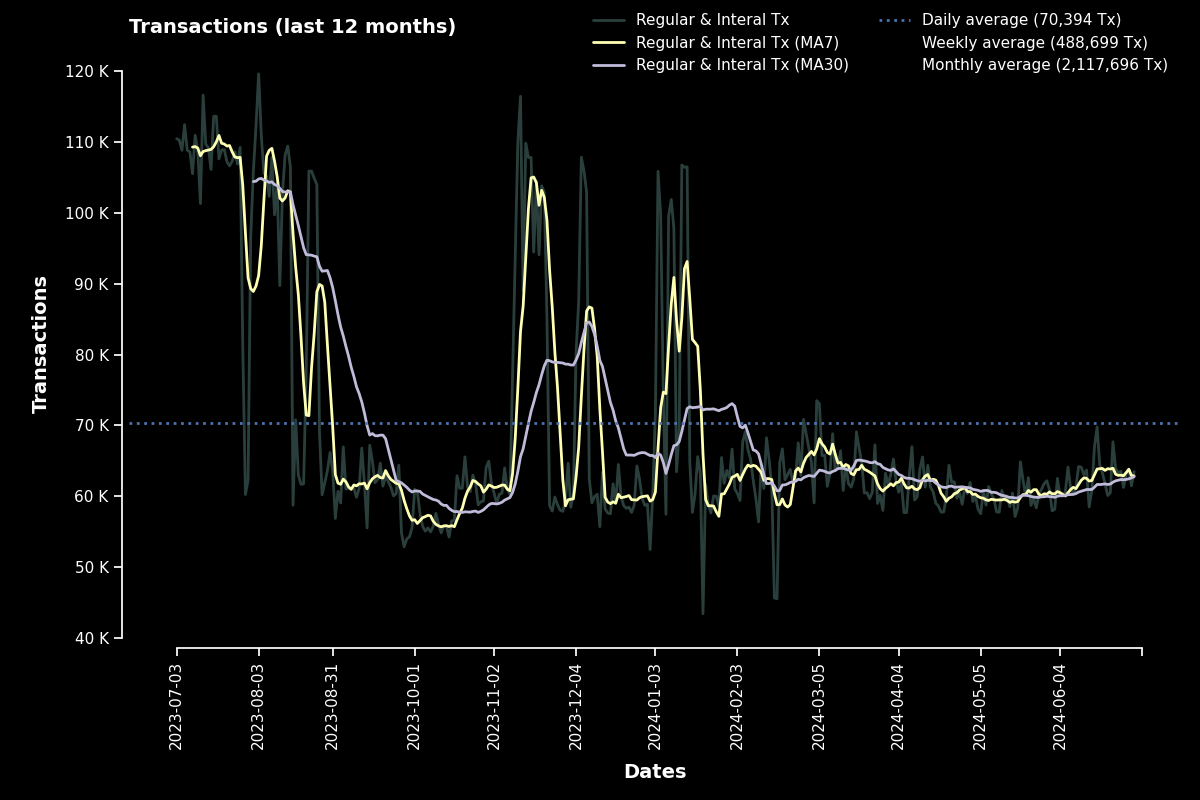 Transactions (last 12 months)
Regular & Interal Tx
Regular & Interal Tx (MA7)
Regular & Interal Tx (MA30)
Daily average (70,394 Tx)
Weekly average (488,699 Tx)
Monthly average (2,117,696 Tx)
Transactions
120 K
110 K
100 K
90 K
80 K
70 K
60 K
50 K
40 K
2023-07-03
2023-08-03
2023-08-31
2023-10-01
2023-11-02
2023-12-04
2024-01-03
2024-02-03
2024-03-05
2024-04-04
2024-05-05
2024-06-04
Dates